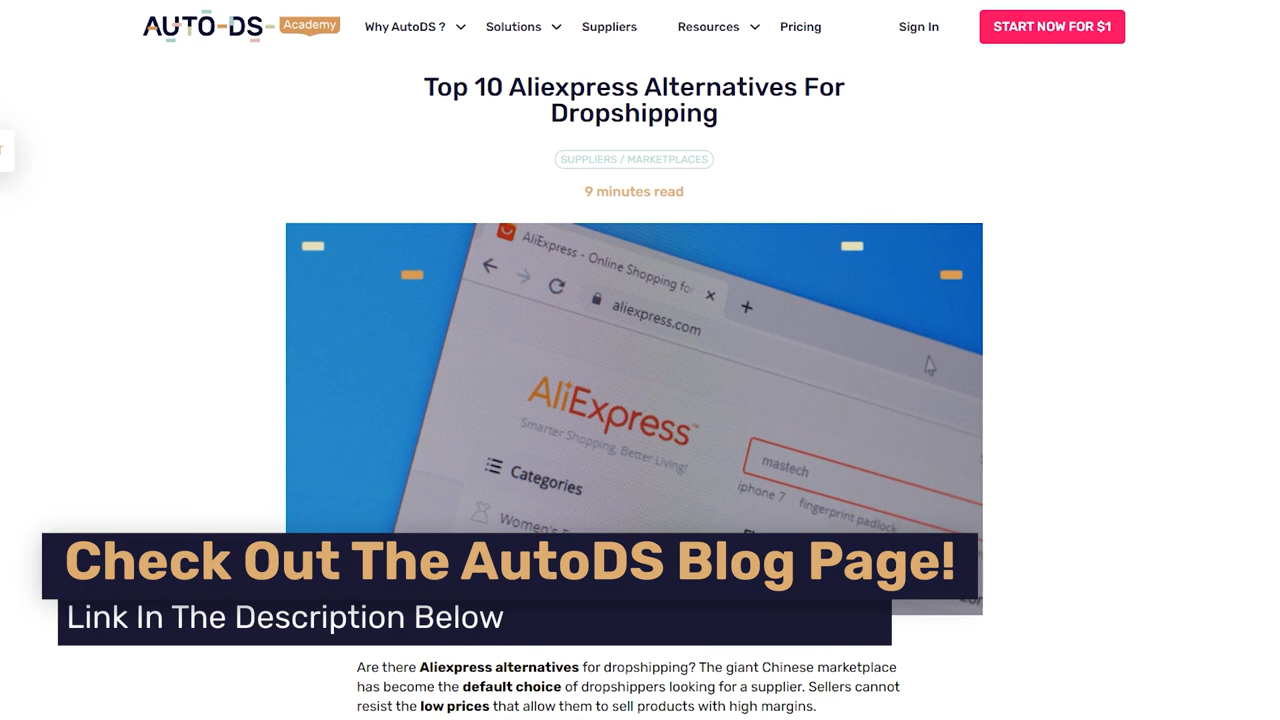 AUTO-DS Academy
Why AutoDS ?
Solutions
Suppliers
Resources
Pricing
Sign In
START NOW FOR $1
Top 10 Aliexpress Alternatives For
Dropshipping
SUPPLIERS / MARKETPLACES
9 minutes read
AliExpress - Online Shopping fo
aliexpress.com
AliExpress™
Smarter Shopping, Better Living!
mastech
iphone 7 fingerprint padlock
Categories
Women's
Check Out The AutoDS Blog Page!
Link In The Description Below
Are there Aliexpress alternatives for dropshipping? The giant Chinese marketplace
has become the default choice of dropshippers looking for a supplier. Sellers cannot
resist the low prices that allow them to sell products with high margins.